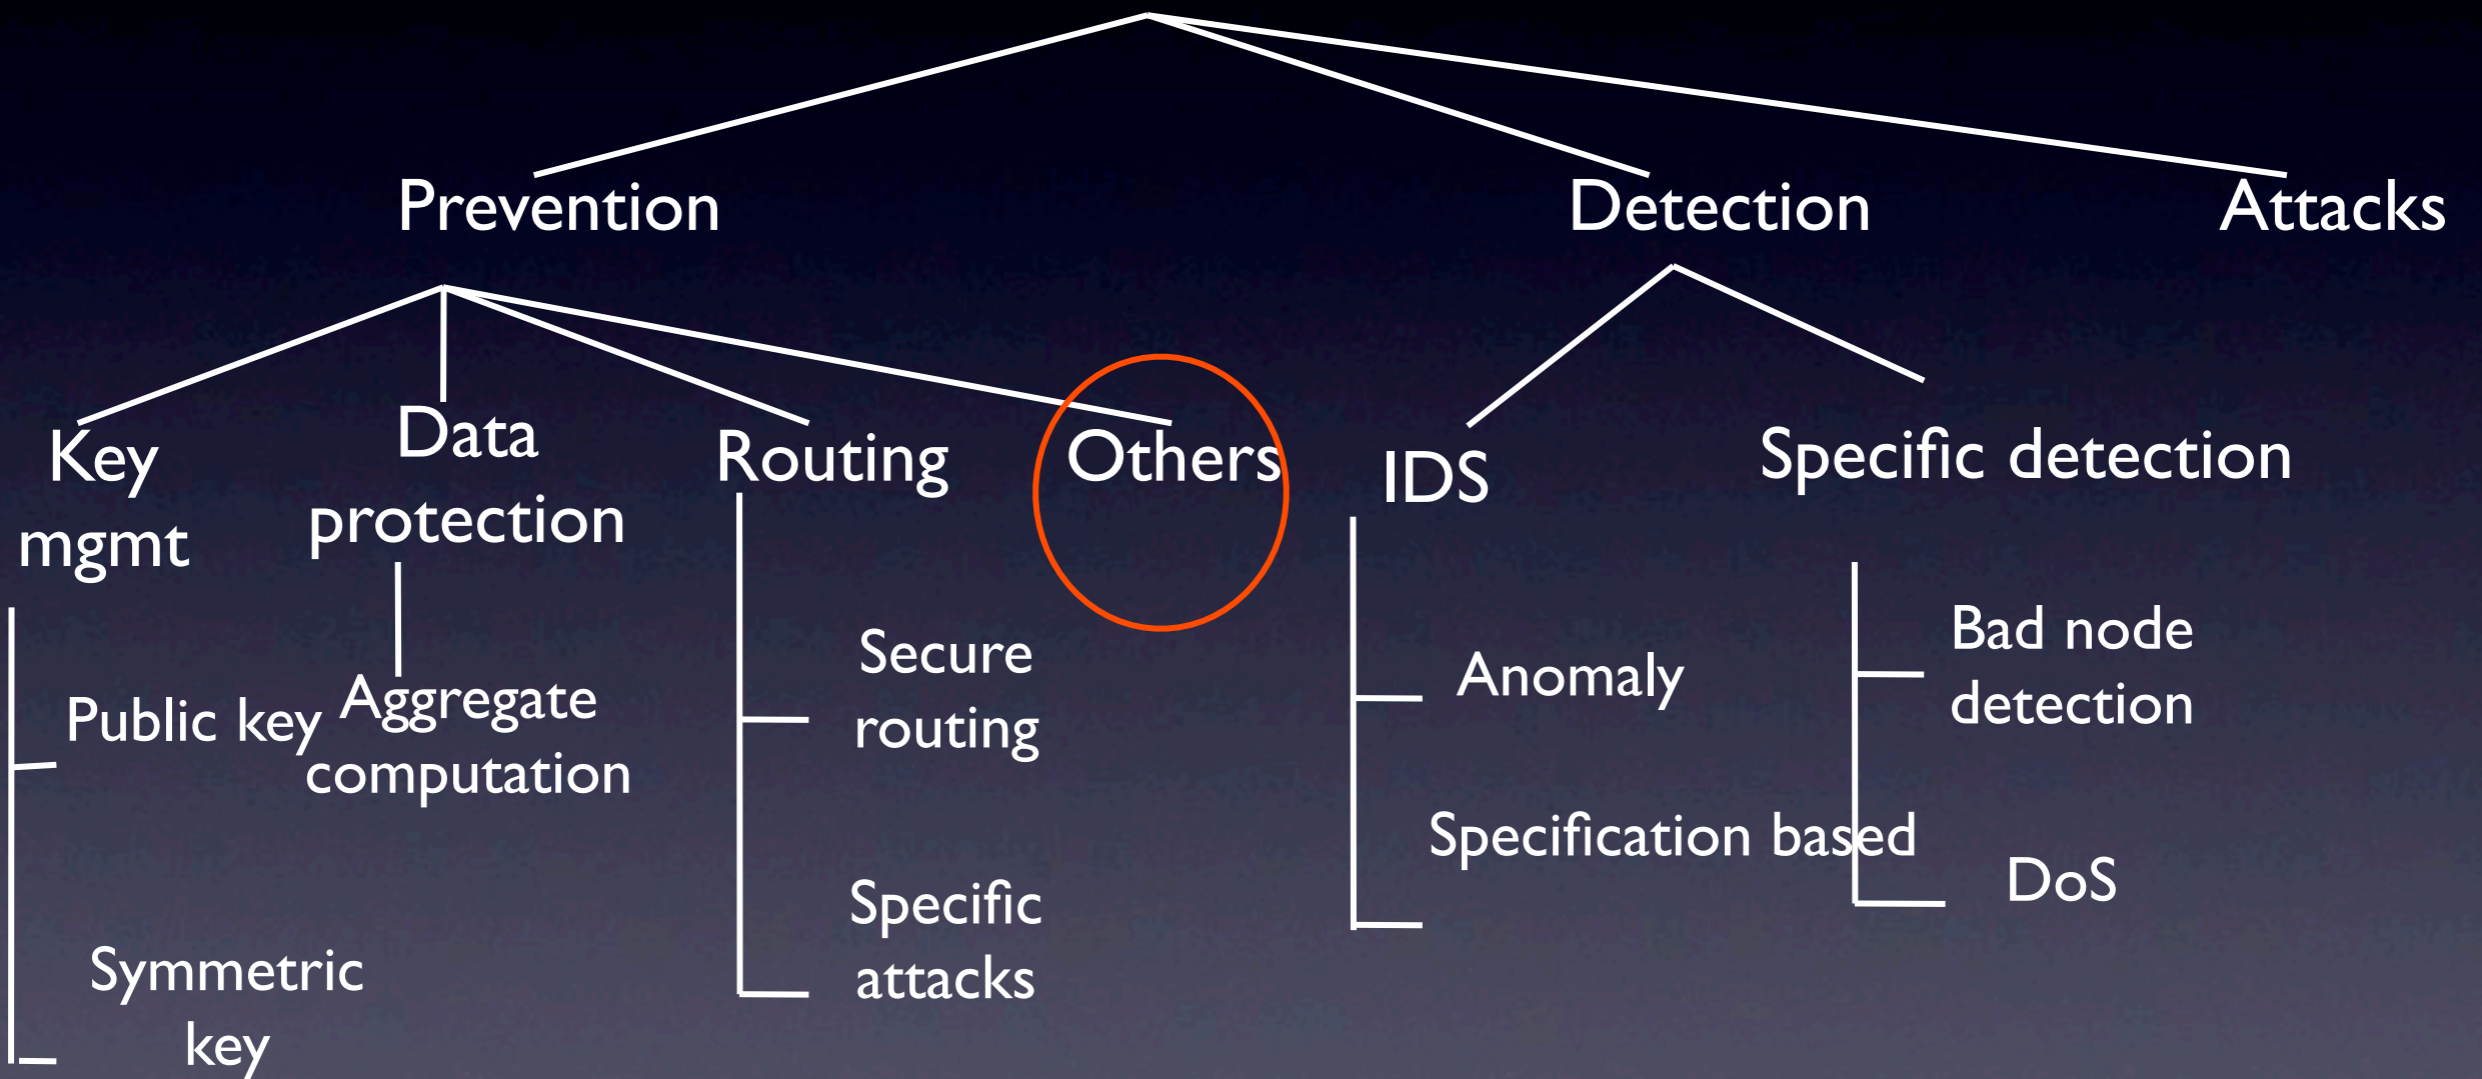 Prevention
Detection
Attacks
Key
mgmt
Data
protection
Routing
Others
IDS
Specific detection
Public key
Symmetric
key
Aggregate
computation
Secure
routing
Specific
attacks
Anomaly
Specification based
Bad node
detection
DoS